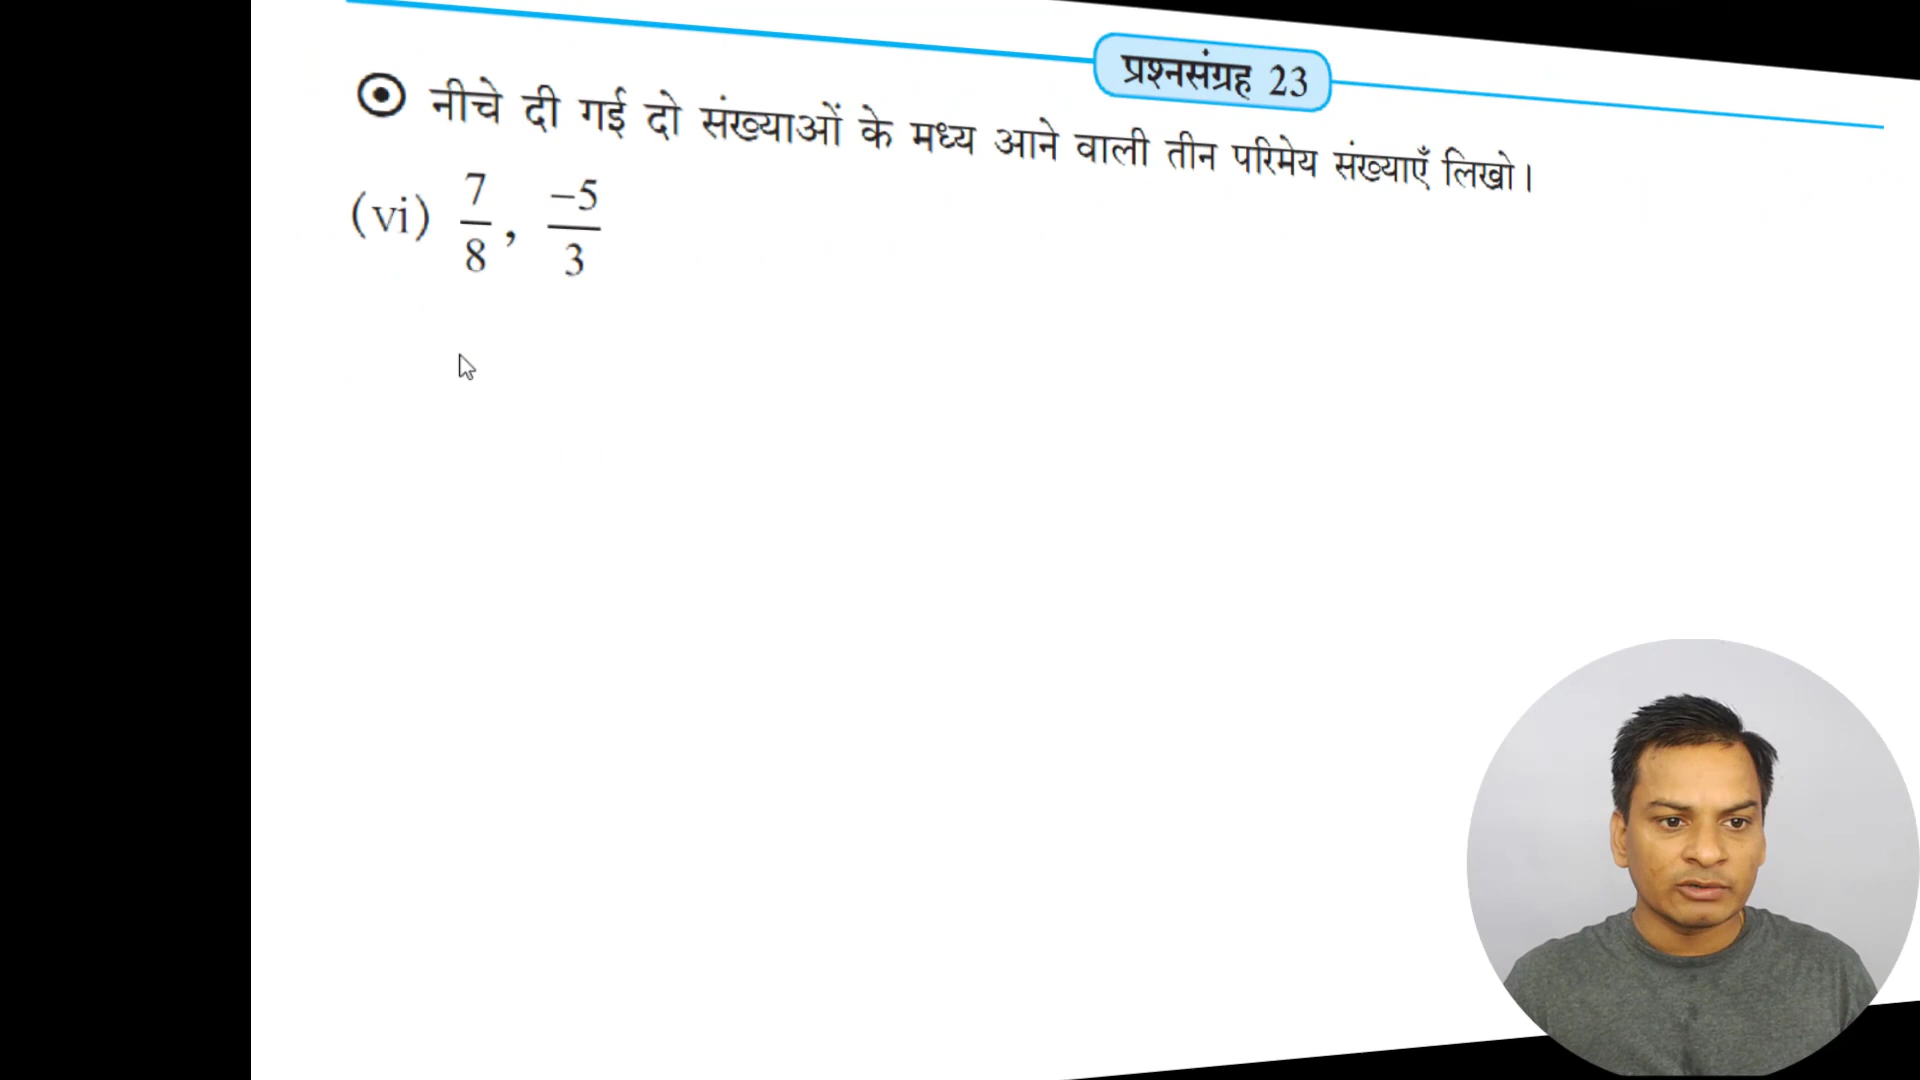 प्रश्नसंग्रह 23
नीचे दी गई दो संख्याओं के मध्य आने वाली तीन परिमेय संख्याएँ लिखो।
(vi) 7/8, -5/3